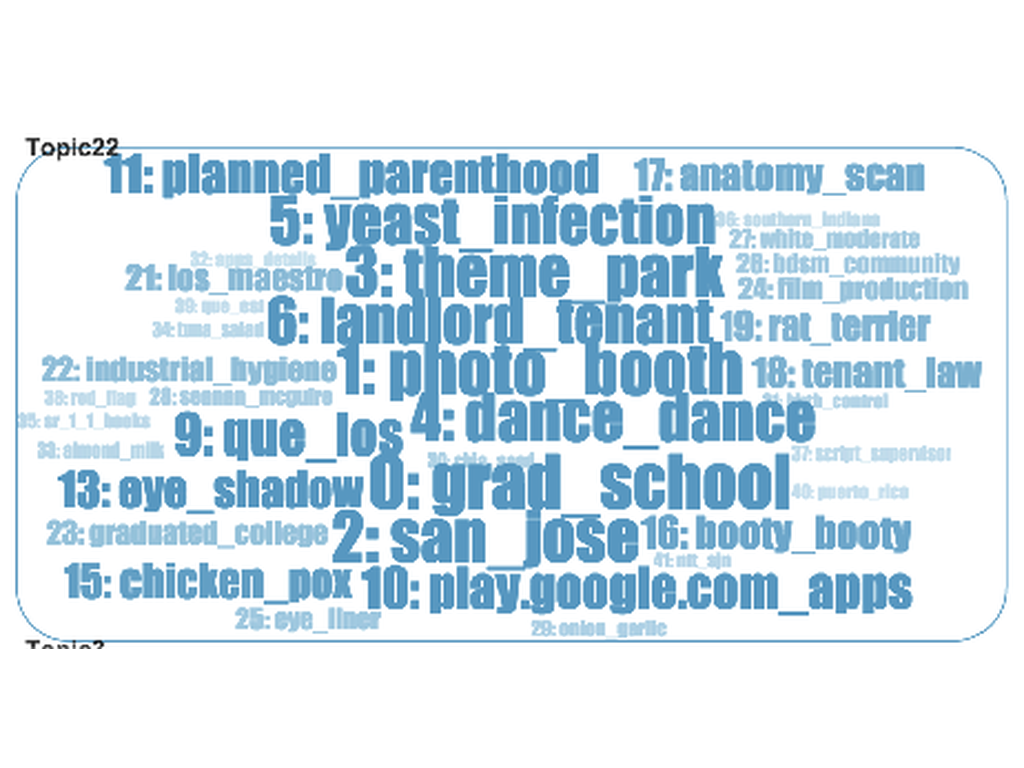 Topic22
11: planned_parenthood 17: anatomy_scan
5: yeast_infection 36: southern_indiana
27: white_moderate
32: apps_details 3: theme_park 26: bdsm_community
21: los_maestro 24: film_production
39: que_est
34: tuna_salad 6: landlord_tenant 19: rat_terrier
22: industrial_hygiene 1: photo_booth 18: tenant_law
38: red_flag 28: seanan_mcguire 31: birth_control
35: sr_1_1_books 4: dance_dance
9: que_los
33: almond_milk 30: chia_seed 37: script_supervisor
13: eye_shadow 0: grad_school 40: puerto_rico
23: graduated_college 2: san_jose 16: booty_booty
41: nit_sjn
15: chicken_pox 10: play.google.com_apps
25: eye_liner 29: onion_garlic